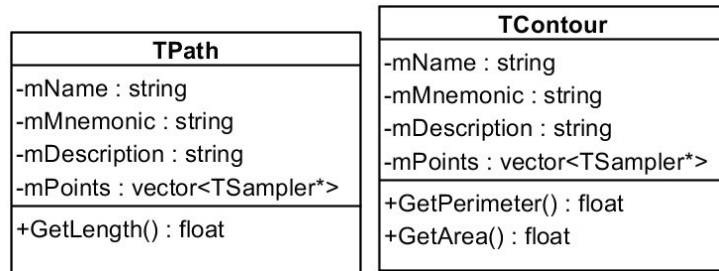 TPath
-mName : string
-mMnemonic : string
-mDescription : string
-mPoints : vector<TSampler*>
+GetLength() : float
TContour
-mName : string
-mMnemonic : string
-mDescription : string
-mPoints : vector<TSampler*>
+GetPerimeter() : float
+GetArea() : float